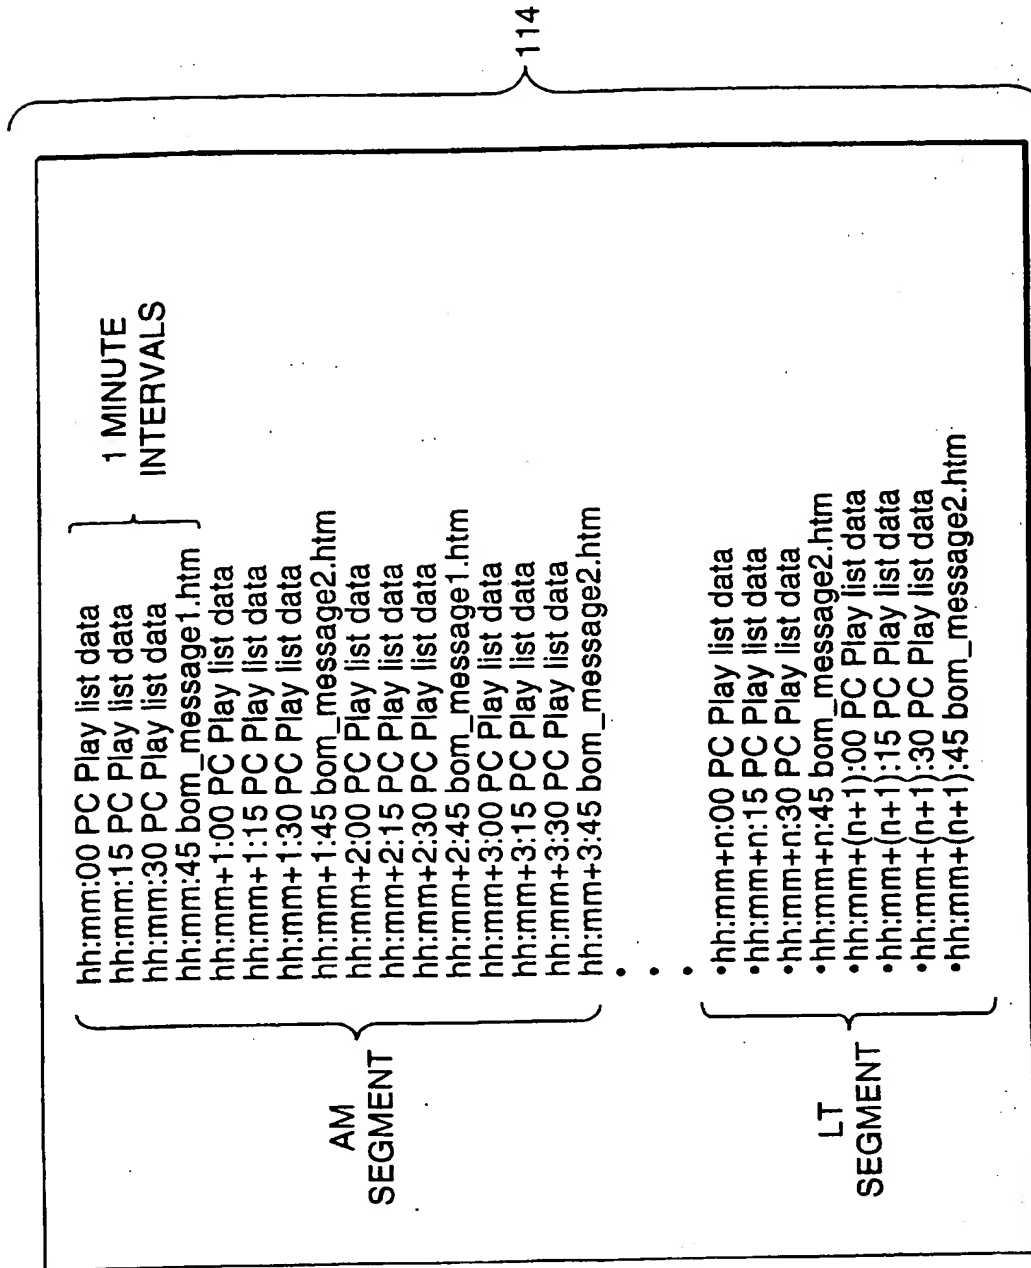 hh:mm:00 PC Play list data
hh:mm:15 PC Play list data
hh:mm:30 PC Play list data
hh:mm:45 bom_message1.htm
1 MINUTE
INTERVALS
hh:mm+1:00 PC Play list data
hh:mm+1:15 PC Play list data
hh:mm+1:30 PC Play list data
hh:mm+1:45 bom_message2.htm
hh:mm+2:00 PC Play list data
hh:mm+2:15 PC Play list data
hh:mm+2:30 PC Play list data
hh:mm+2:45 bom_message1.htm
hh:mm+3:00 PC Play list data
hh:mm+3:15 PC Play list data
hh:mm+3:30 PC Play list data
hh:mm+3:45 bom_message2.htm
AM
SEGMENT
•
•
•
•hh:mm+n:00 PC Play list data
•hh:mm+n:15 PC Play list data
•hh:mm+n:30 PC Play list data
•hh:mm+n:45 bom_message2.htm
•hh:mm+(n+1):00 PC Play list data
•hh:mm+(n+1):15 PC Play list data
•hh:mm+(n+1):30 PC Play list data
•hh:mm+(n+1):45 bom_message2.htm
LT
SEGMENT
114